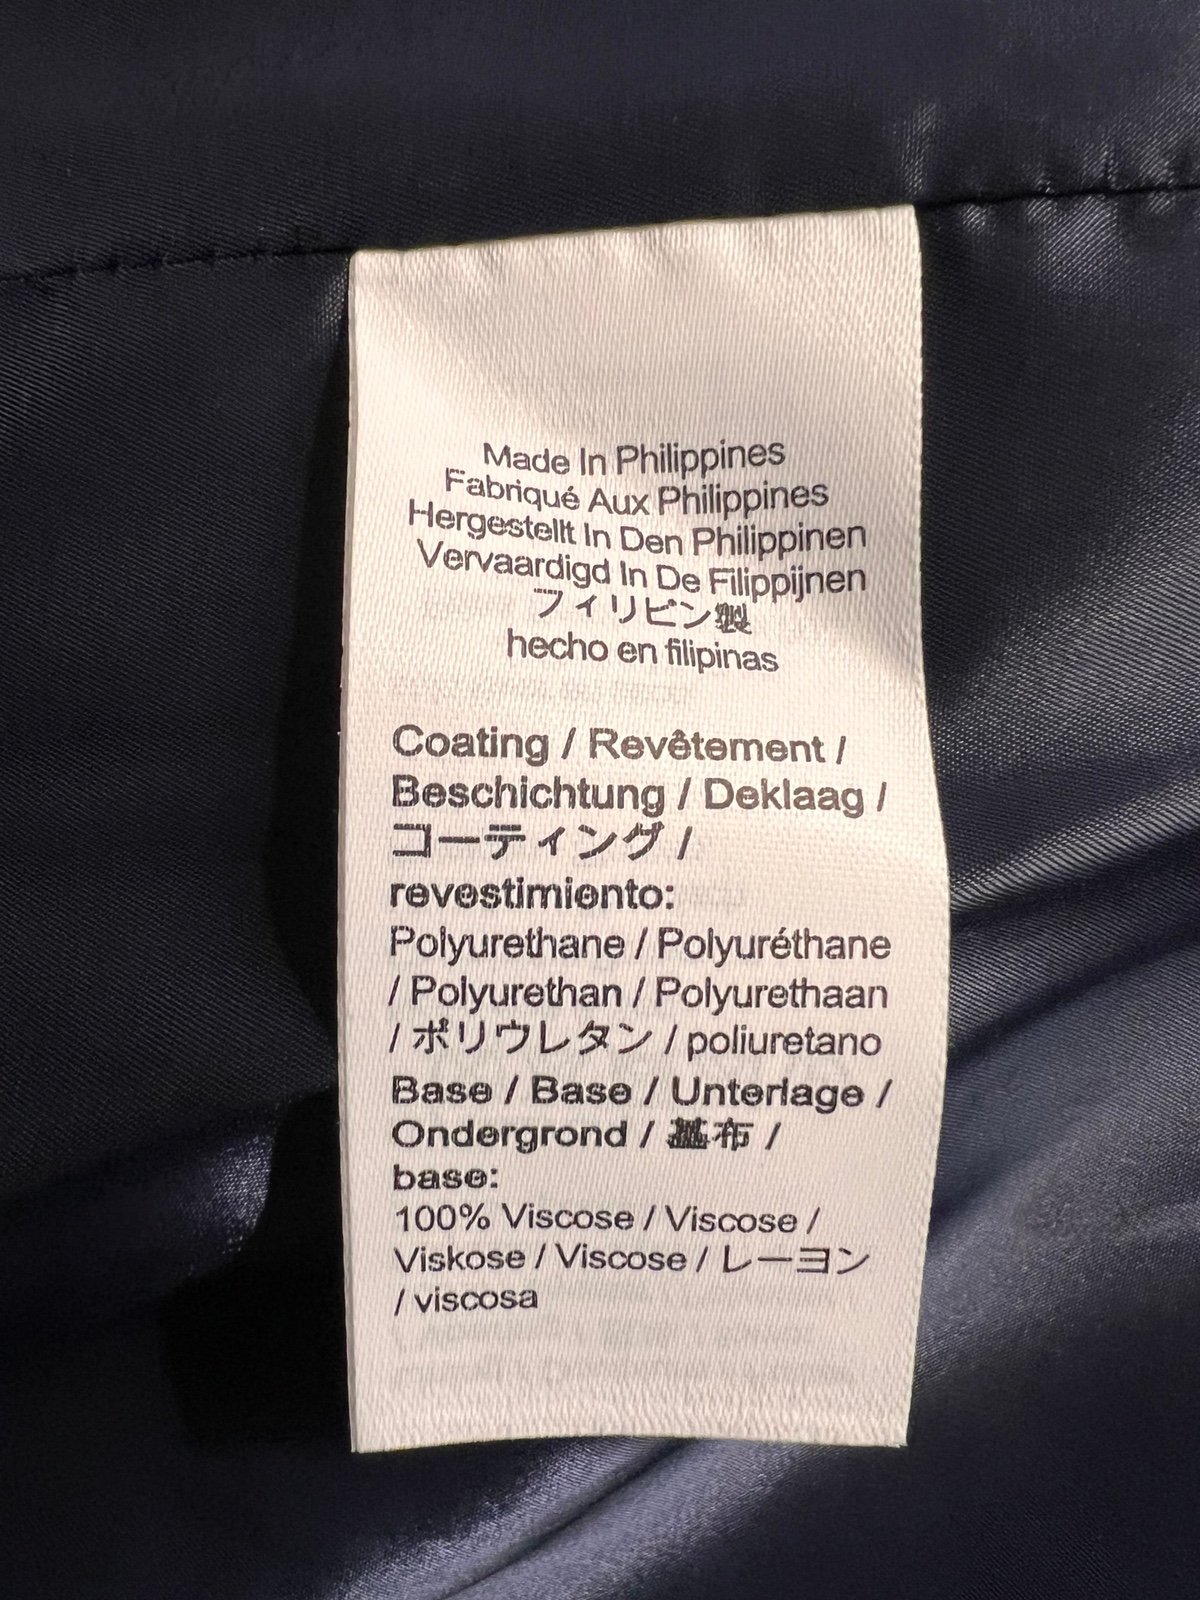 Made In Philippines
Fabriqué Aux Philippines
Hergestellt In Den Philippinen
Vervaardigd In De Filippijnen
フィリピン製
hecho en filipinas
Coating / Revêtement /
Beschichtung / Deklaag /
コーティング /
revestimiento:
Polyurethane / Polyuréthane
/ Polyurethan / Polyurethaan
/ ポリウレタン / poliuretano
Base / Base / Unterlage /
Ondergrond / 基布 /
base:
100% Viscose / Viscose /
Viskose / Viscose / レーヨン
/ viscosa